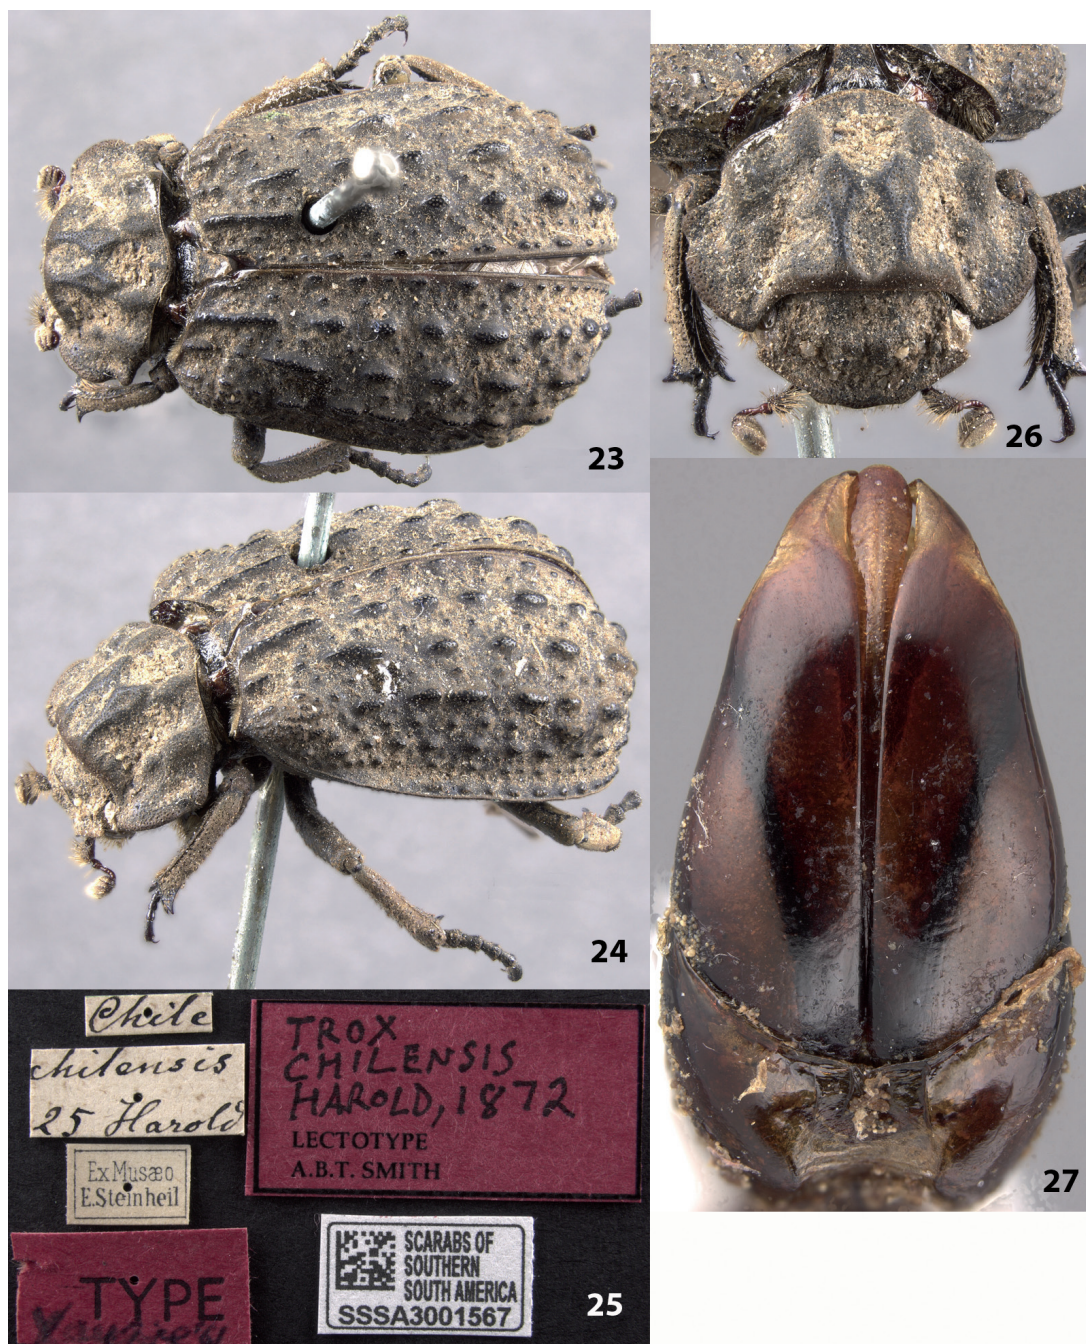 23
26
24
27
Chile
chilensis
25 Harold
Ex Musæo
E. Steinheil
TYPE
TROX
CHILENSIS
HAROLD, 1872
LECTOTYPE
A.B.T. SMITH
SCARABS OF
SOUTHERN
SOUTH AMERICA
SSSA3001567
25